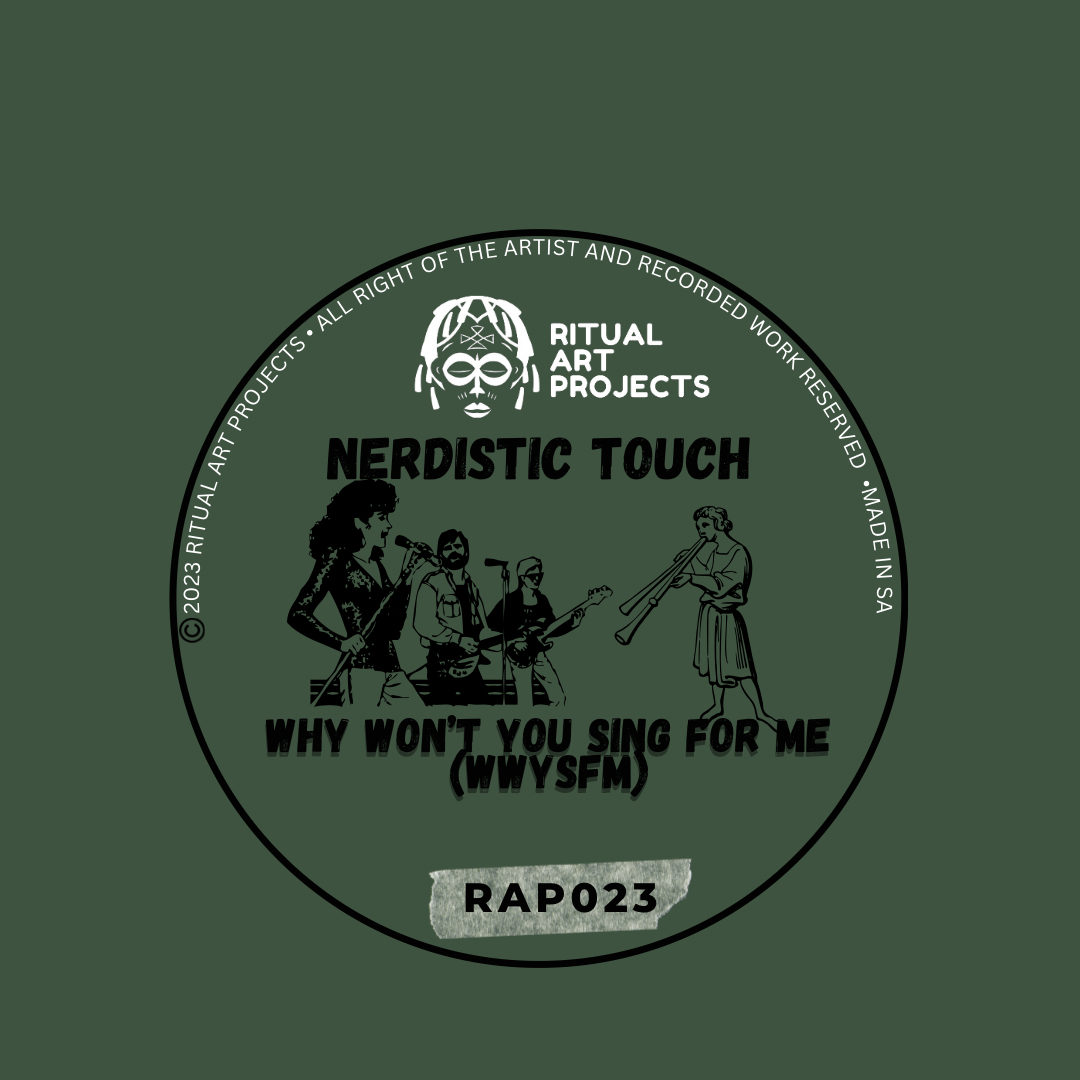 © 2023 RITUAL ART PROJECTS • ALL RIGHT OF THE ARTIST AND RECORDED WORK RESERVED •MADE IN SA
RITUAL
ART
PROJECTS
NERDISTIC TOUCH
WHY WON'T YOU SING FOR ME
(WWYSFM)
RAP023